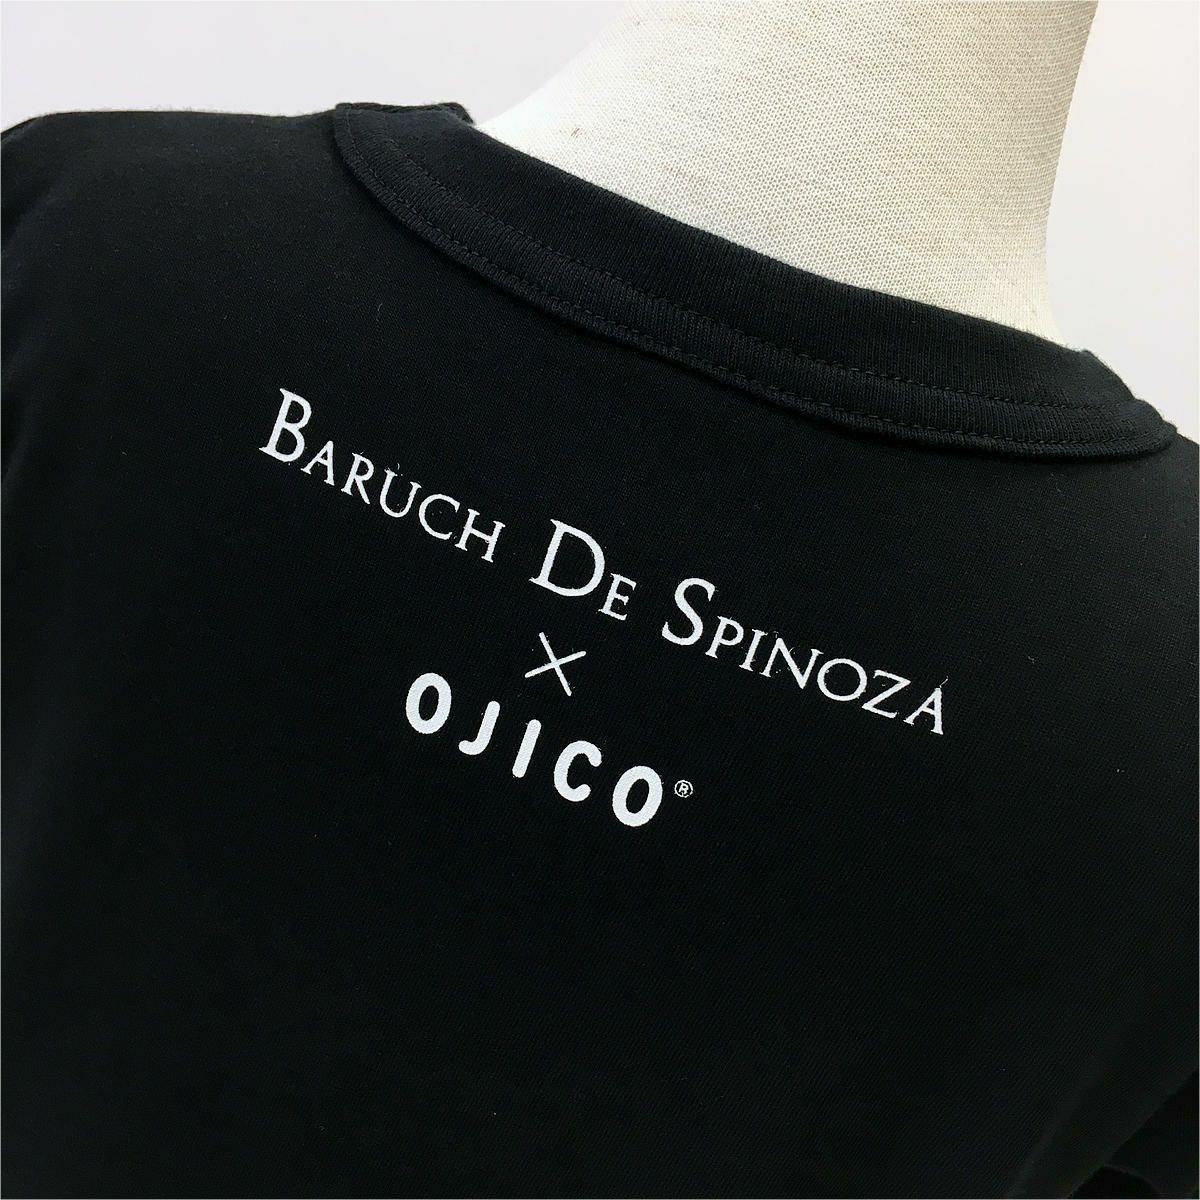 Baruch De Spinoza
×
OJICO®